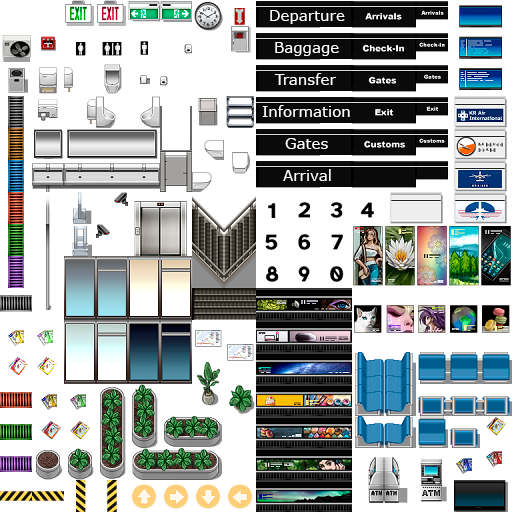 EXIT EXIT
Departure Arrivals Arrivals
Baggage Check-In Check-In
Transfer Gates Gates
Information Exit Exit
KR Air
International
Gates Customs Customs
Arrival
1 2 3 4
5 6 7
8 9 0
ATM ATM ATM